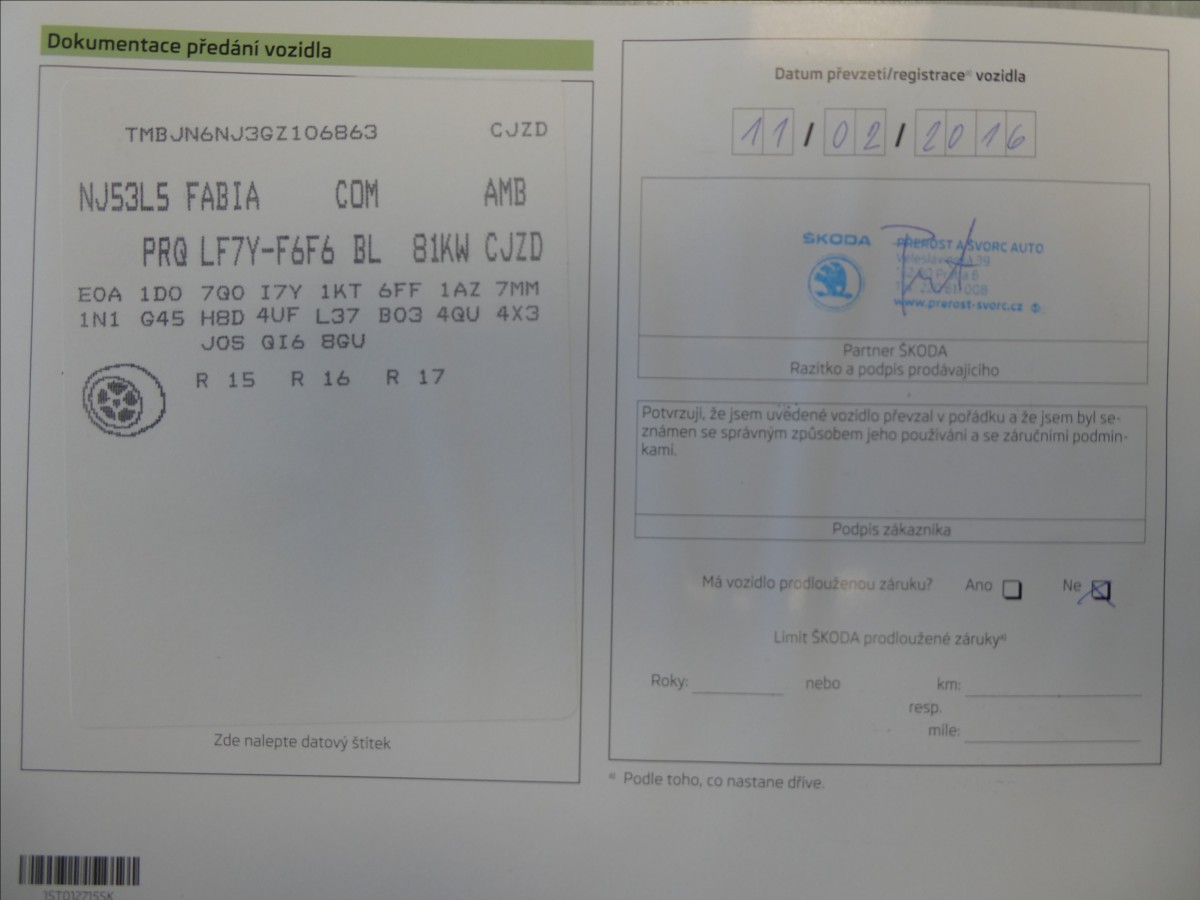 Dokumentace předání vozidla
TMBJN6NJ3GZ106863 CJZD
NJ53L5 FABIA COM AMB
PRQ LF7Y-F6F6 BL 81KW CJZD
E0A 1D0 7Q0 I7Y 1KT 6FF 1AZ 7MM
1N1 G45 H8D 4UF L37 B03 4QU 4X3
J0S QI6 8GU
R 15 R 16 R 17
Zde nalepte datový štítek
Datum převzetí/registrace* vozidla
11/02/2016
ŠKODA
PREROST A ŠVORC AUTO
www.prerost-svorc.cz
Partner ŠKODA
Razítko a podpis prodávajícího
Potvrzuji, že jsem uvedené vozidlo převzal v pořádku a že jsem byl se-
známen se správným způsobem jeho používání a se záručními podmín-
kami.
Podpis zákazníka
Má vozidlo prodlouženou záruku? Ano Ne
Limit ŠKODA prodloužené záruky*
Roky: nebo km:
resp.
míle:
* Podle toho, co nastane dříve.